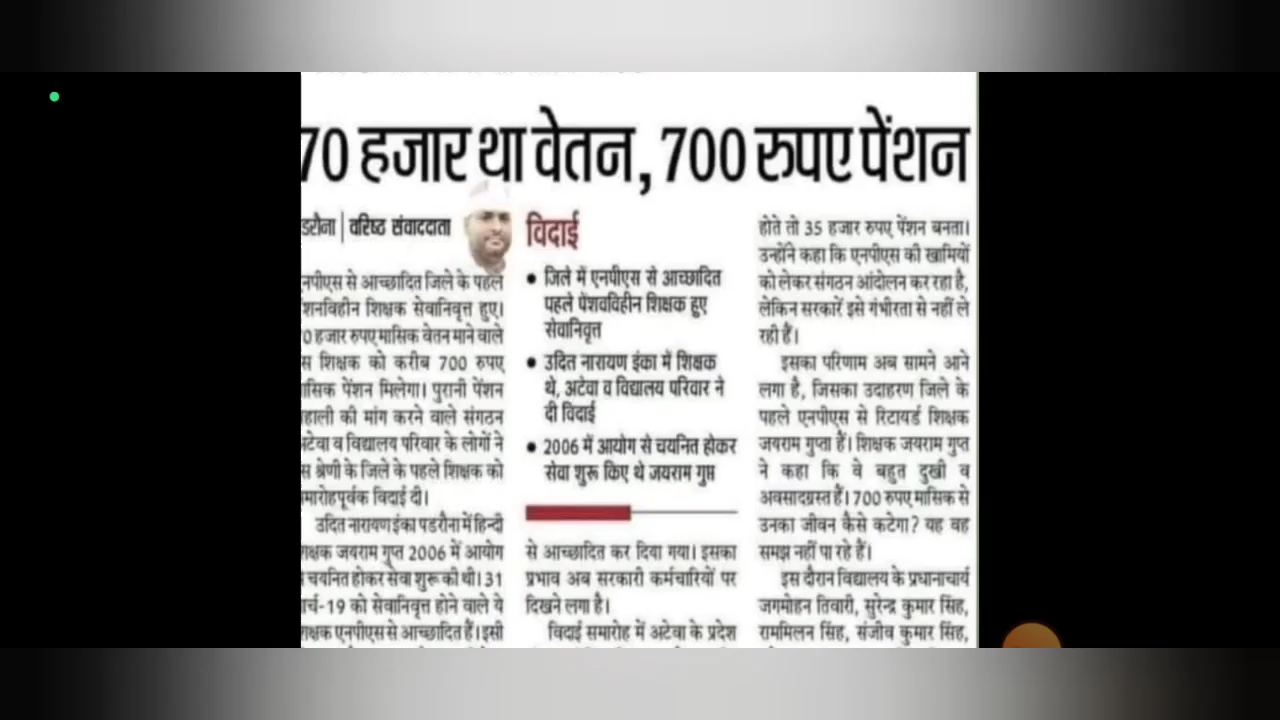 70 हजार था वेतन, 700 रुपए पेंशन
डरौना | वरिष्ठ संवाददाता
नपीएस से आच्छादित जिले के पहले
शनविहीन शिक्षक सेवानिवृत्त हुए।
0 हजार रुपए मासिक वेतन माने वाले
स शिक्षक को करीब 700 रुपए
ासिक पेंशन मिलेगा। पुरानी पेंशन
हाली की मांग करने वाले संगठन
टेवा व विद्यालय परिवार के लोगों ने
स श्रेणी के जिले के पहले शिक्षक को
मारोहपूर्वक विदाई दी।
उदित नारायण इंका पडरौना में हिन्दी
शिक्षक जयराम गुप्त 2006 में आयोग
चयनित होकर सेवा शुरू की थी। 31
ार्च-19 को सेवानिवृत्त होने वाले ये
शिक्षक एनपीएस से आच्छादित हैं। इसी
विदाई
● जिले में एनपीएस से आच्छादित
पहले पेंशवविहीन शिक्षक हुए
सेवानिवृत्त
● उदित नारायण इंका में शिक्षक
थे, अटेवा व विद्यालय परिवार ने
दी विदाई
● 2006 में आयोग से चयनित होकर
सेवा शुरू किए थे जयराम गुप्त
से आच्छादित कर दिया गया। इसका
प्रभाव अब सरकारी कर्मचारियों पर
दिखने लगा है।
विदाई समारोह में अटेवा के प्रदेश
होते तो 35 हजार रुपए पेंशन बनता।
उन्होंने कहा कि एनपीएस की खामियों
को लेकर संगठन आंदोलन कर रहा है,
लेकिन सरकारें इसे गंभीरता से नहीं ले
रही हैं।
इसका परिणाम अब सामने आने
लगा है, जिसका उदाहरण जिले के
पहले एनपीएस से रिटायर्ड शिक्षक
जयराम गुप्ता हैं। शिक्षक जयराम गुप्त
ने कहा कि वे बहुत दुखी व
अवसादग्रस्त हैं। 700 रुपए मासिक से
उनका जीवन कैसे कटेगा? यह वह
समझ नहीं पा रहे हैं।
इस दौरान विद्यालय के प्रधानाचार्य
जगमोहन तिवारी, सुरेन्द्र कुमार सिंह,
राममिलन सिंह, संजीव कुमार सिंह,